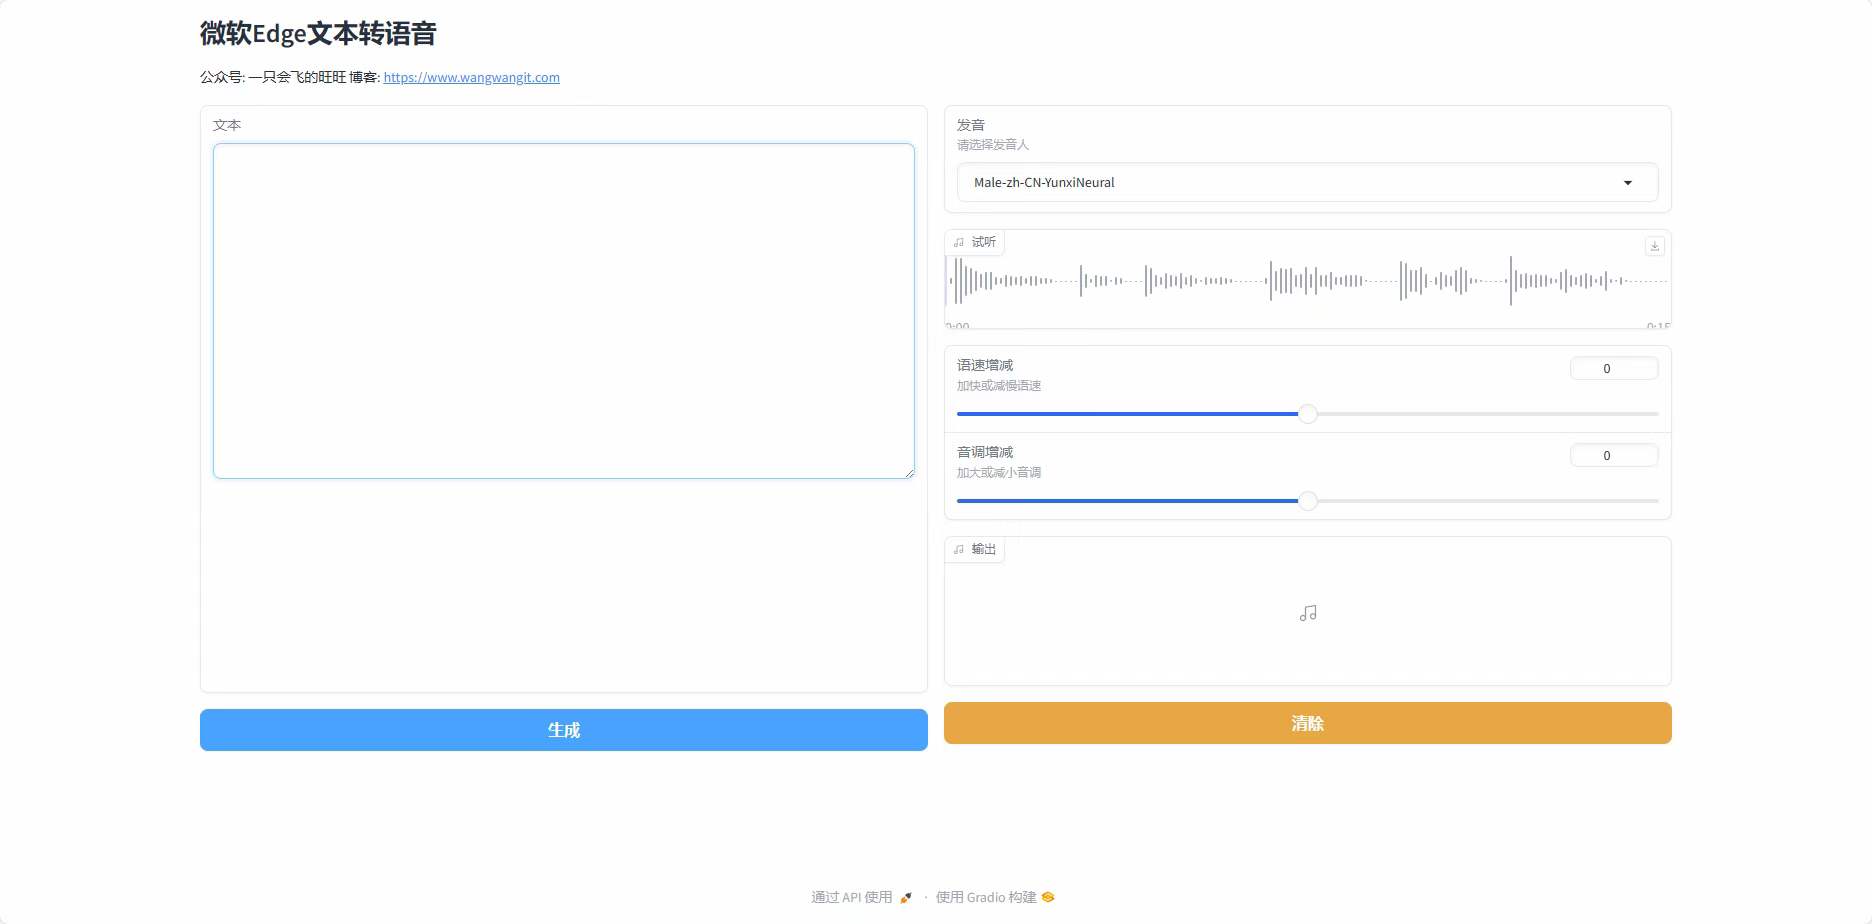 微软Edge文本转语音
公众号: 一只会飞的旺旺 博客: https://www.wangwangit.com
文本
发音
请选择发音人
Male-zh-CN-YunxiNeural
试听
0:00
语速增减
0
加快或减慢语速
音调增减
0
加大或减小音调
输出
生成
清除
通过 API 使用 · 使用 Gradio 构建